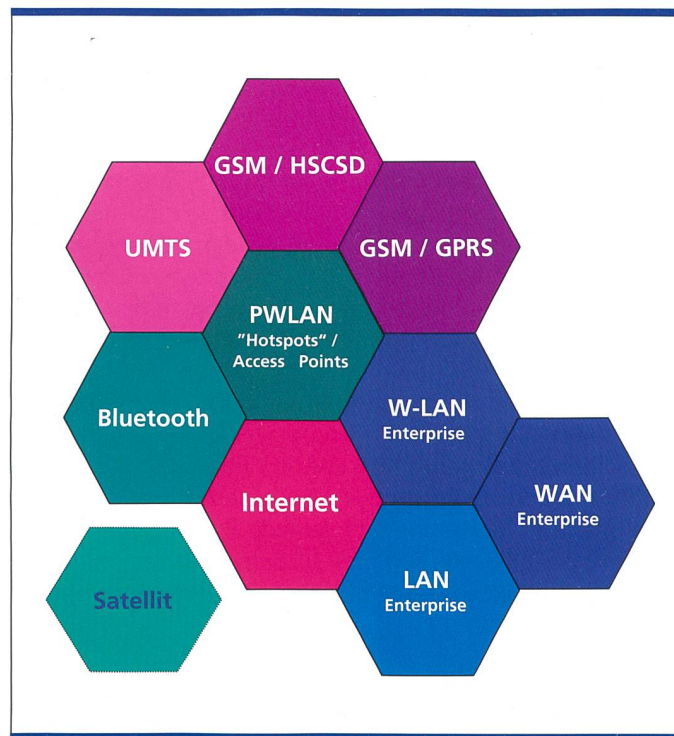 GSM / HSCSD
UMTS
GSM / GPRS
PWLAN
"Hotspots“ /
Access Points
Bluetooth
W-LAN
Enterprise
Internet
WAN
Enterprise
LAN
Enterprise
Satellit